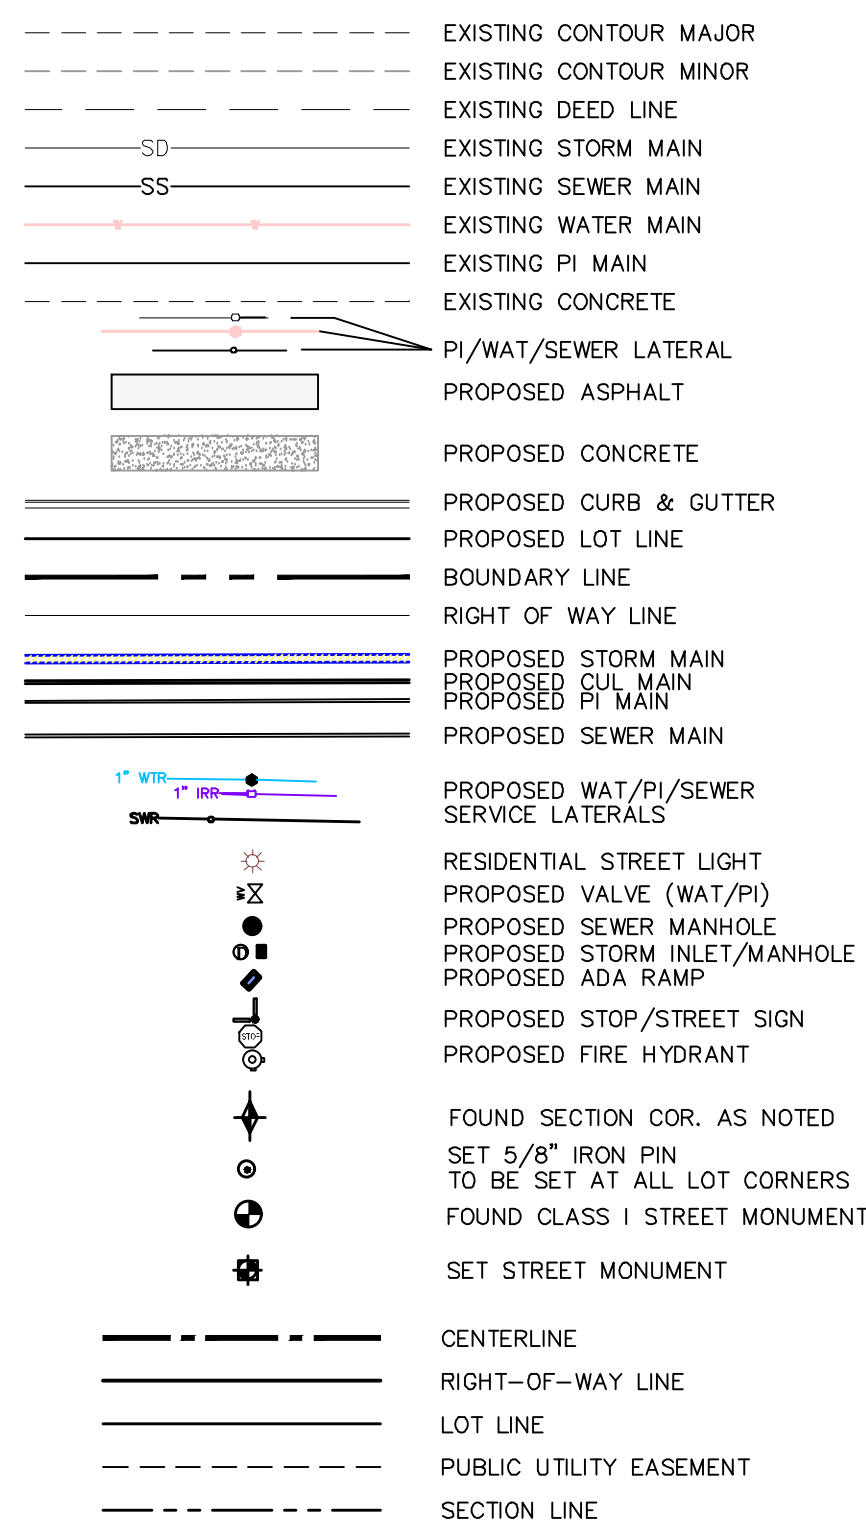 EXISTING CONTOUR MAJOR
EXISTING CONTOUR MINOR
EXISTING DEED LINE
SD EXISTING STORM MAIN
SS EXISTING SEWER MAIN
W W EXISTING WATER MAIN
EXISTING PI MAIN
EXISTING CONCRETE
PI/WAT/SEWER LATERAL
PROPOSED ASPHALT
PROPOSED CONCRETE
PROPOSED CURB & GUTTER
PROPOSED LOT LINE
BOUNDARY LINE
RIGHT OF WAY LINE
PROPOSED STORM MAIN
PROPOSED CUL MAIN
PROPOSED PI MAIN
PROPOSED SEWER MAIN
1" WTR
1" IRR PROPOSED WAT/PI/SEWER
SWR SERVICE LATERALS
RESIDENTIAL STREET LIGHT
W PROPOSED VALVE (WAT/PI)
PROPOSED SEWER MANHOLE
D PROPOSED STORM INLET/MANHOLE
PROPOSED ADA RAMP
PROPOSED STOP/STREET SIGN
STOP
PROPOSED FIRE HYDRANT
FOUND SECTION COR. AS NOTED
SET 5/8" IRON PIN
TO BE SET AT ALL LOT CORNERS
FOUND CLASS I STREET MONUMENT
SET STREET MONUMENT
CENTERLINE
RIGHT-OF-WAY LINE
LOT LINE
PUBLIC UTILITY EASEMENT
SECTION LINE